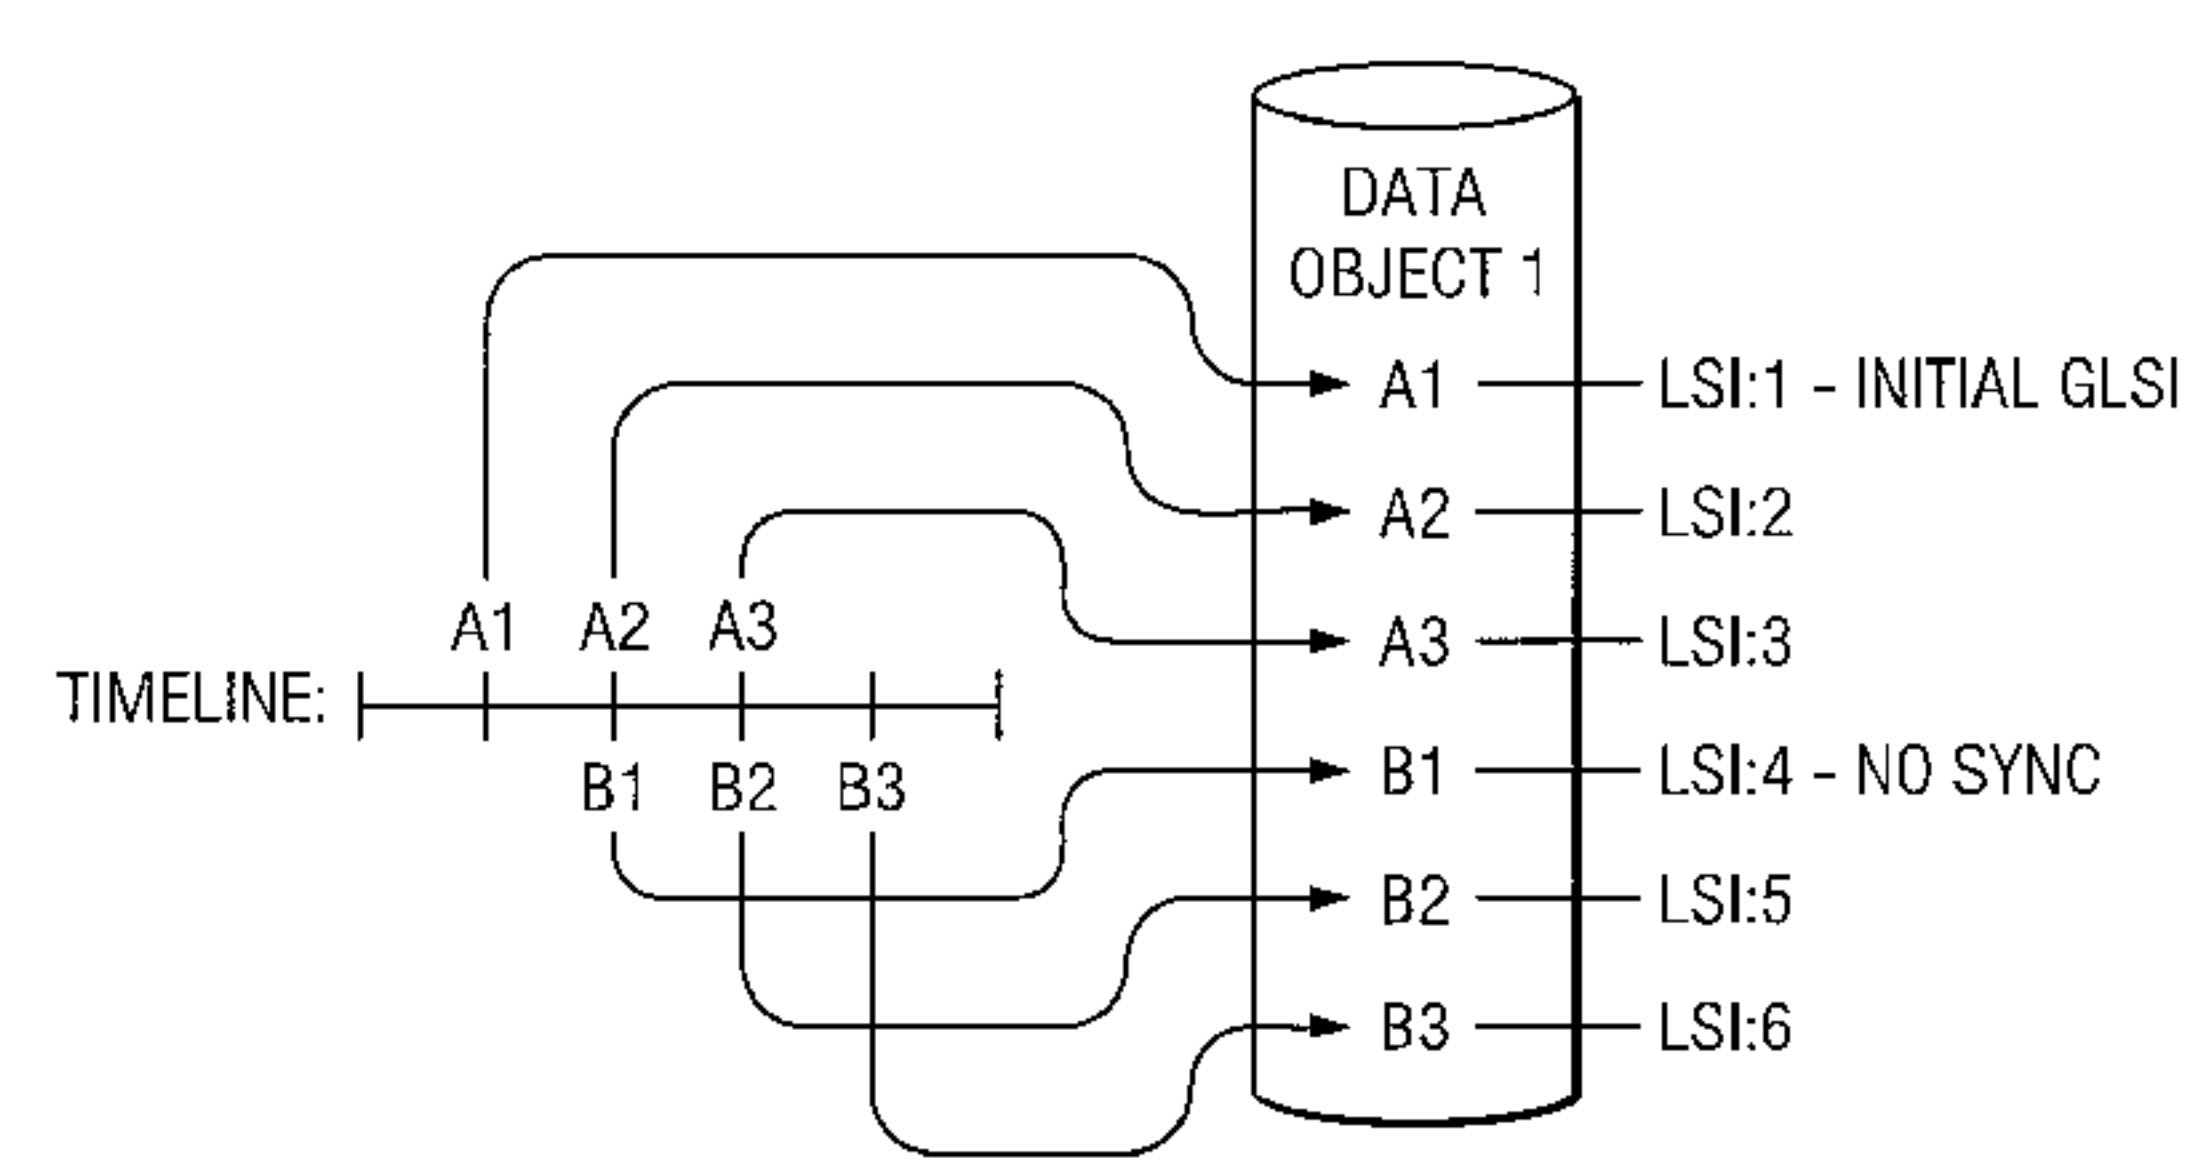 DATA
OBJECT 1
A1 LSI:1 - INITIAL GLSI
A2 LSI:2
A3 LSI:3
A1 A2 A3
TIMELINE:
B1 B2 B3
B1 LSI:4 - NO SYNC
B2 LSI:5
B3 LSI:6